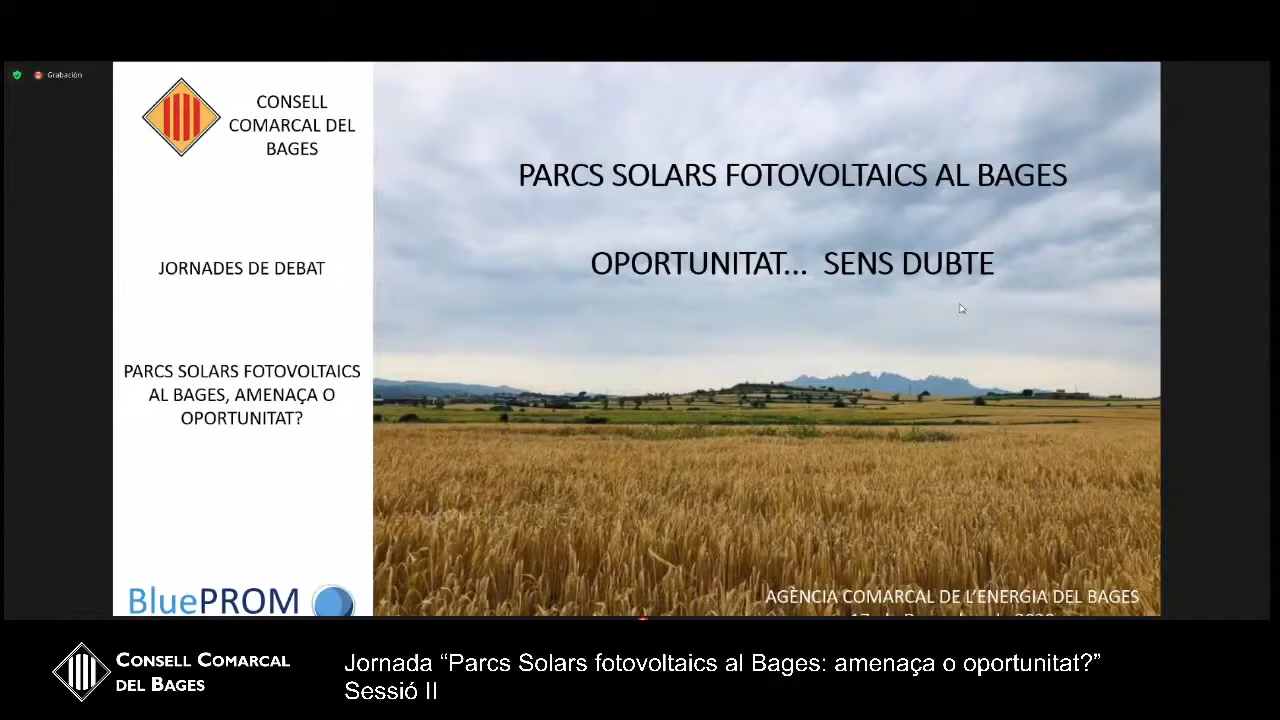 Grabación
CONSELL
COMARCAL DEL
BAGES
JORNADES DE DEBAT
PARCS SOLARS FOTOVOLTAICS
AL BAGES, AMENAÇA O
OPORTUNITAT?
BluePROM
PARCS SOLARS FOTOVOLTAICS AL BAGES
OPORTUNITAT... SENS DUBTE
AGÈNCIA COMARCAL DE L'ENERGIA DEL BAGES
CONSELL COMARCAL
DEL BAGES
Jornada “Parcs Solars fotovoltaics al Bages: amenaça o oportunitat?”
Sessió II